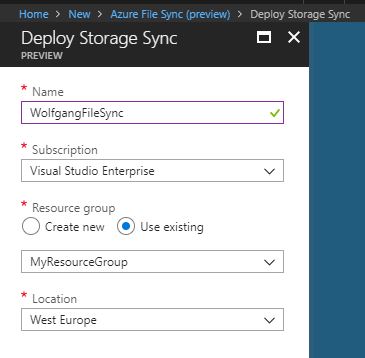 Home > New > Azure File Sync (preview) > Deploy Storage Sync
Deploy Storage Sync
PREVIEW
* Name
WolfgangFileSync
* Subscription
Visual Studio Enterprise
* Resource group
Create new Use existing
MyResourceGroup
* Location
West Europe